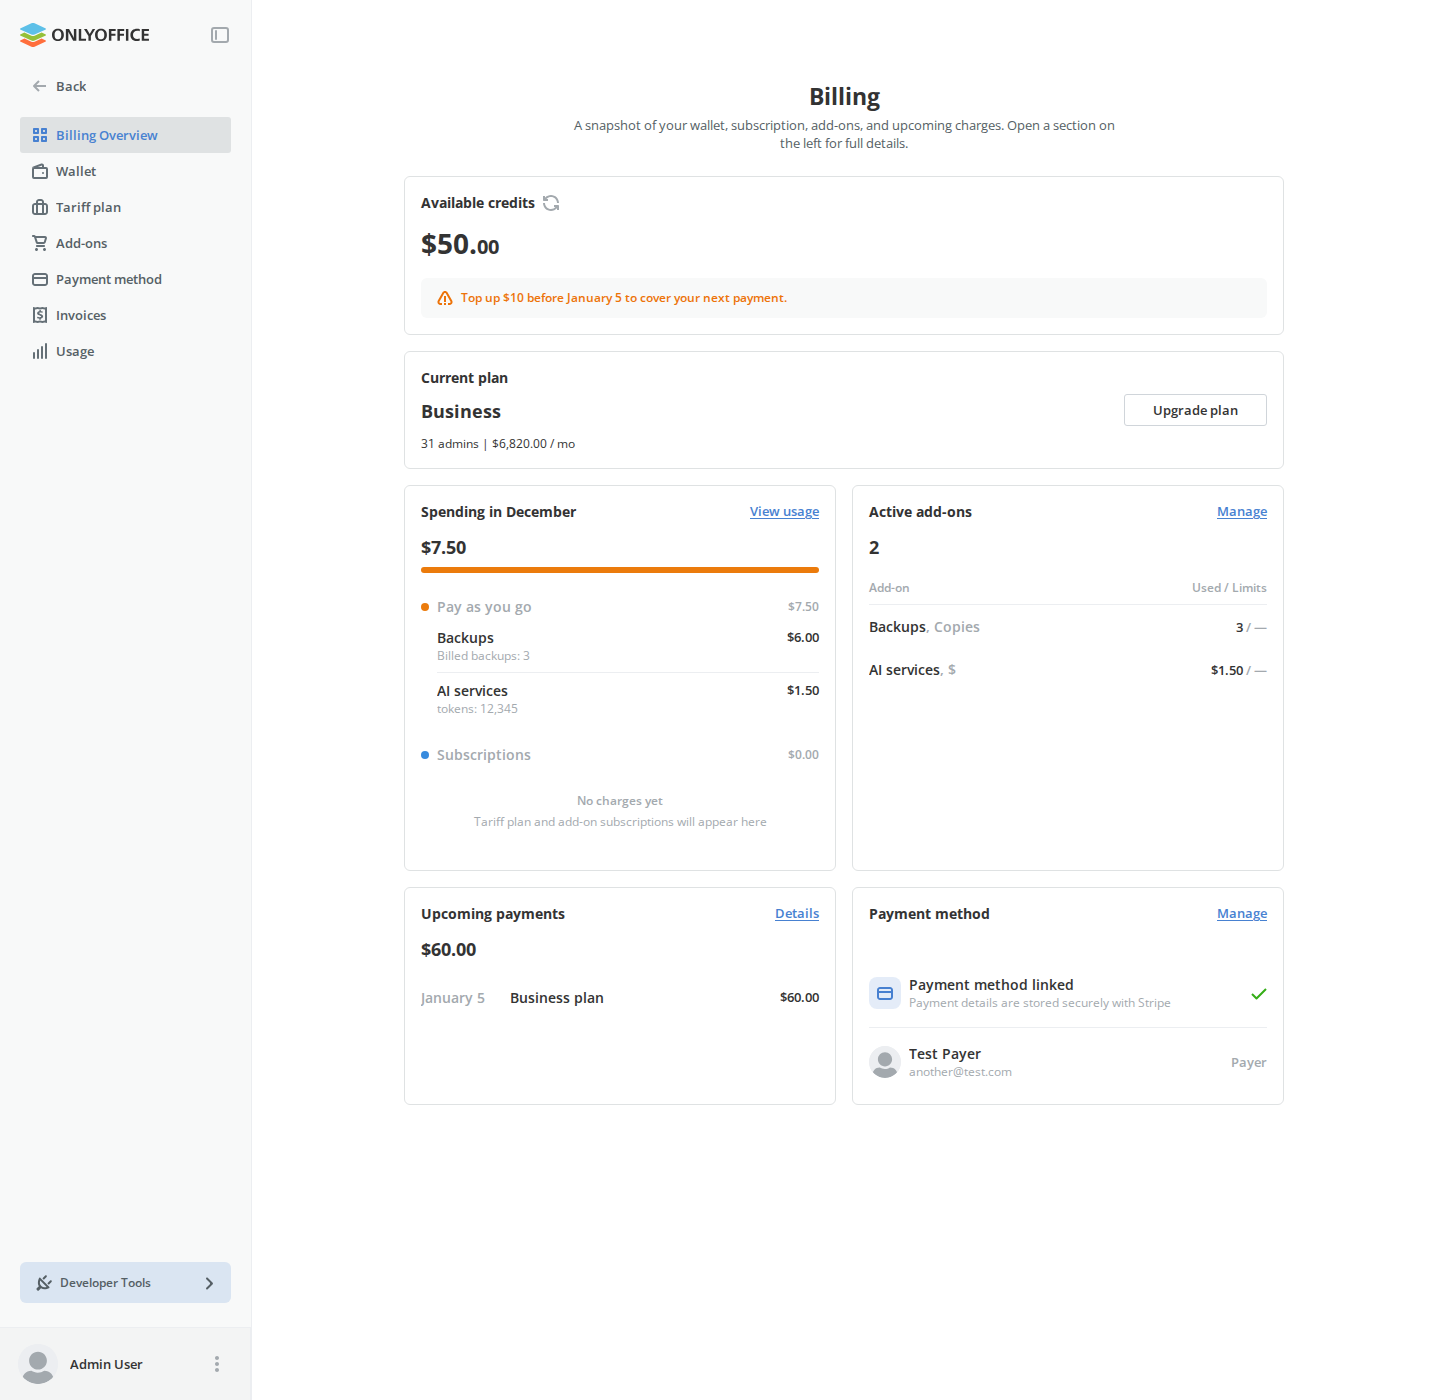 ONLYOFFICE
Back
Billing Overview
Wallet
Tariff plan
Add-ons
Payment method
Invoices
Usage
Developer Tools
Admin User
Billing
A snapshot of your wallet, subscription, add-ons, and upcoming charges. Open a section on
the left for full details.
Available credits
$50.00
Top up $10 before January 5 to cover your next payment.
Current plan
Business
31 admins | $6,820.00 / mo
Upgrade plan
Spending in December View usage
$7.50
Pay as you go $7.50
Backups $6.00
Billed backups: 3
AI services $1.50
tokens: 12,345
Subscriptions $0.00
No charges yet
Tariff plan and add-on subscriptions will appear here
Active add-ons Manage
2
Add-on Used / Limits
Backups, Copies 3 / —
AI services, $ $1.50 / —
Upcoming payments Details
$60.00
January 5 Business plan $60.00
Payment method Manage
Payment method linked
Payment details are stored securely with Stripe
Test Payer Payer
another@test.com